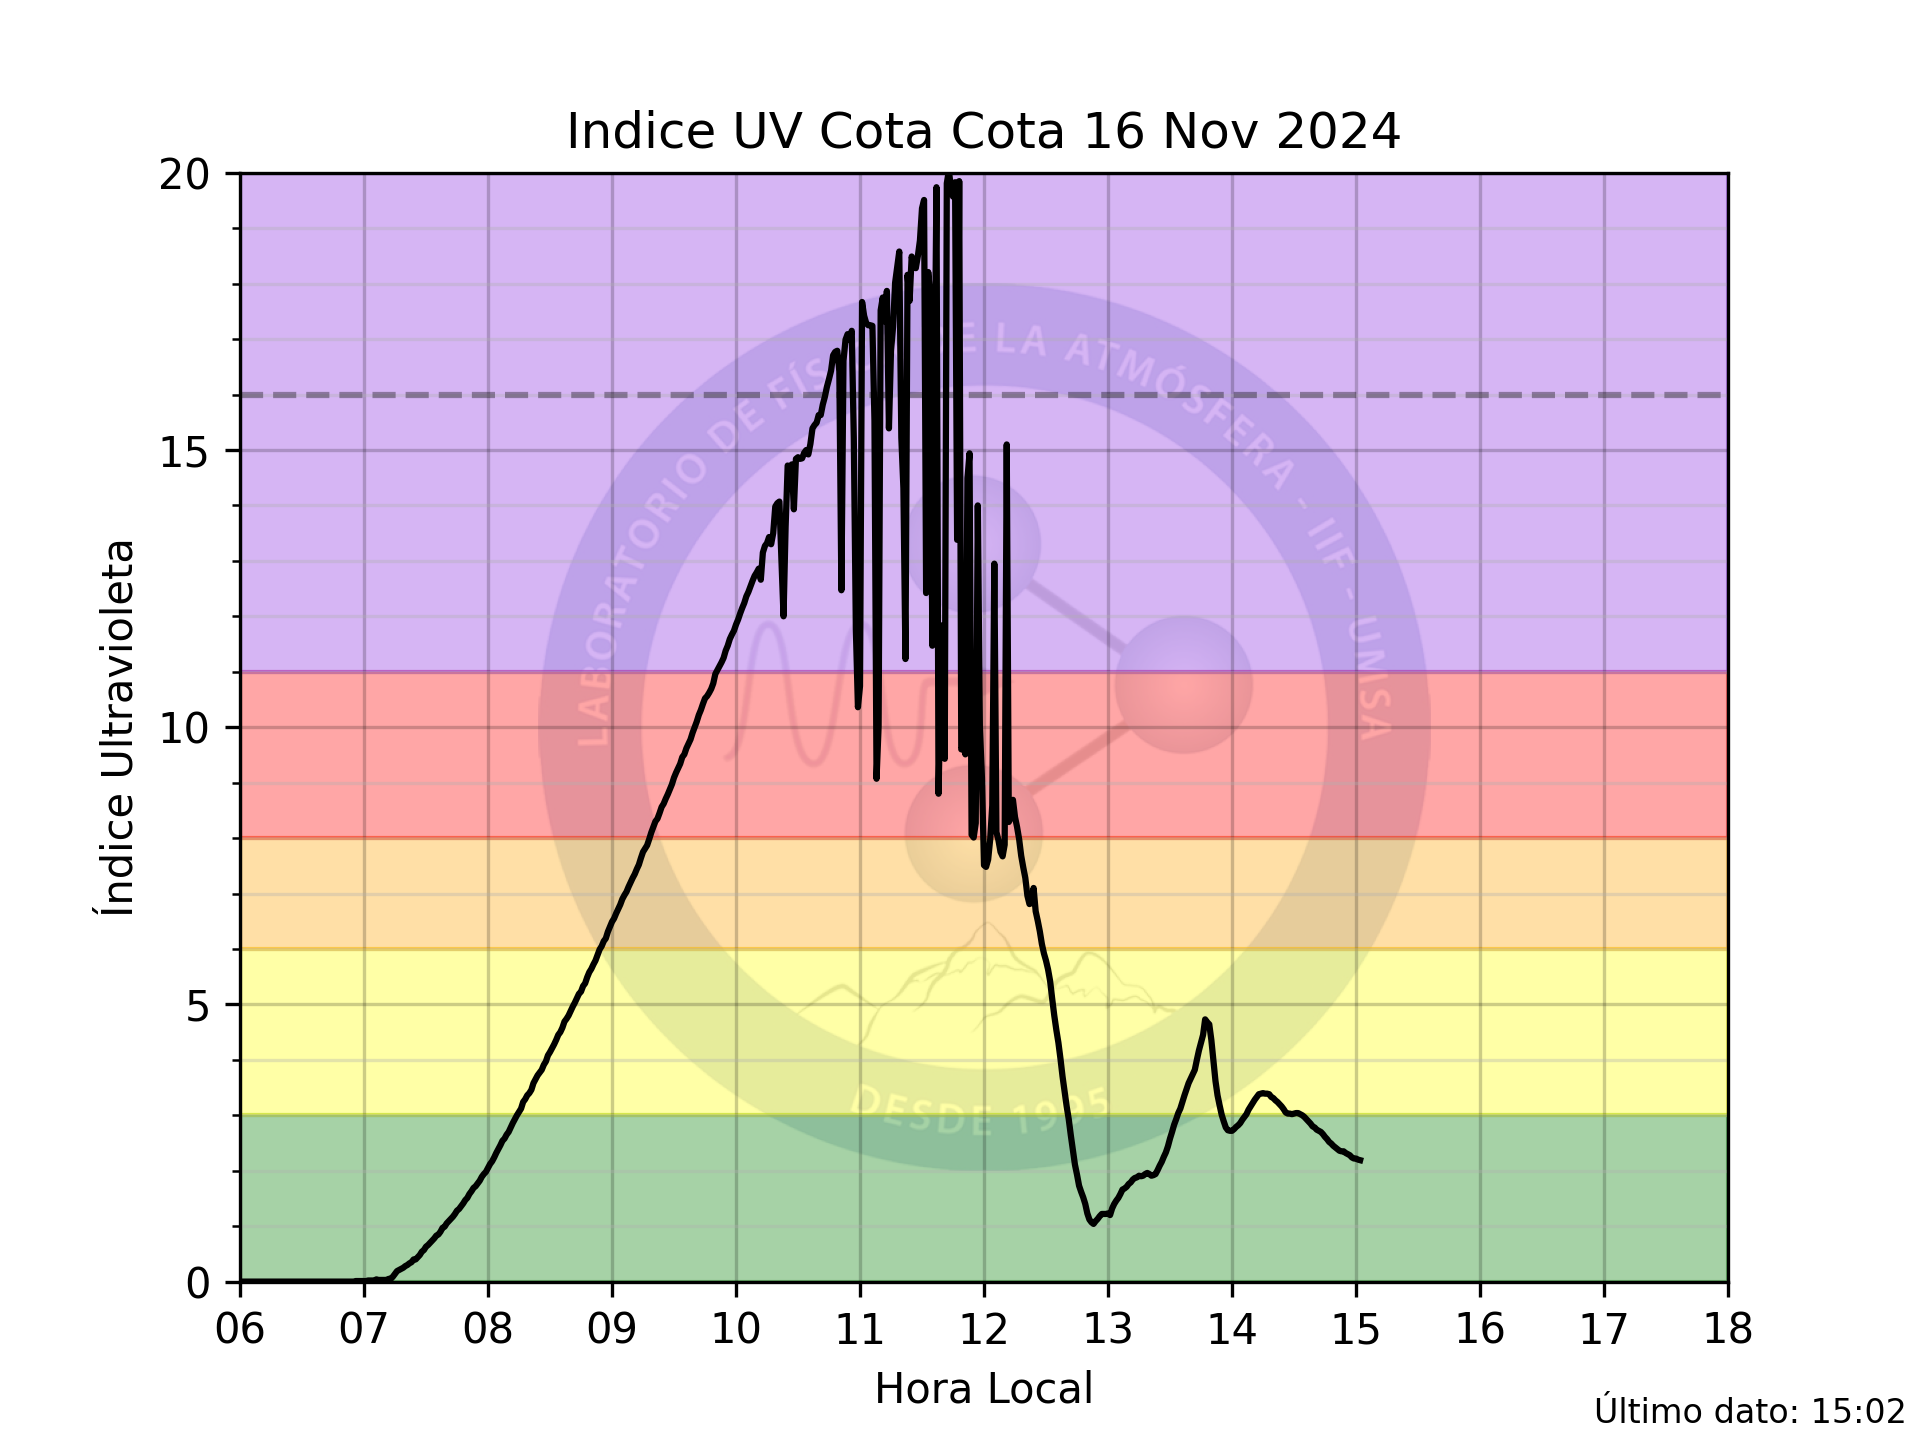 Indice UV Cota Cota 16 Nov 2024
20
15
10
5
0
Índice Ultravioleta
LABORATORIO DE FÍS E LA ATMÓSFERA - IIF - UMSA
DESDE 1995
06 07 08 09 10 11 12 13 14 15 16 17 18
Hora Local
Último dato: 15:02